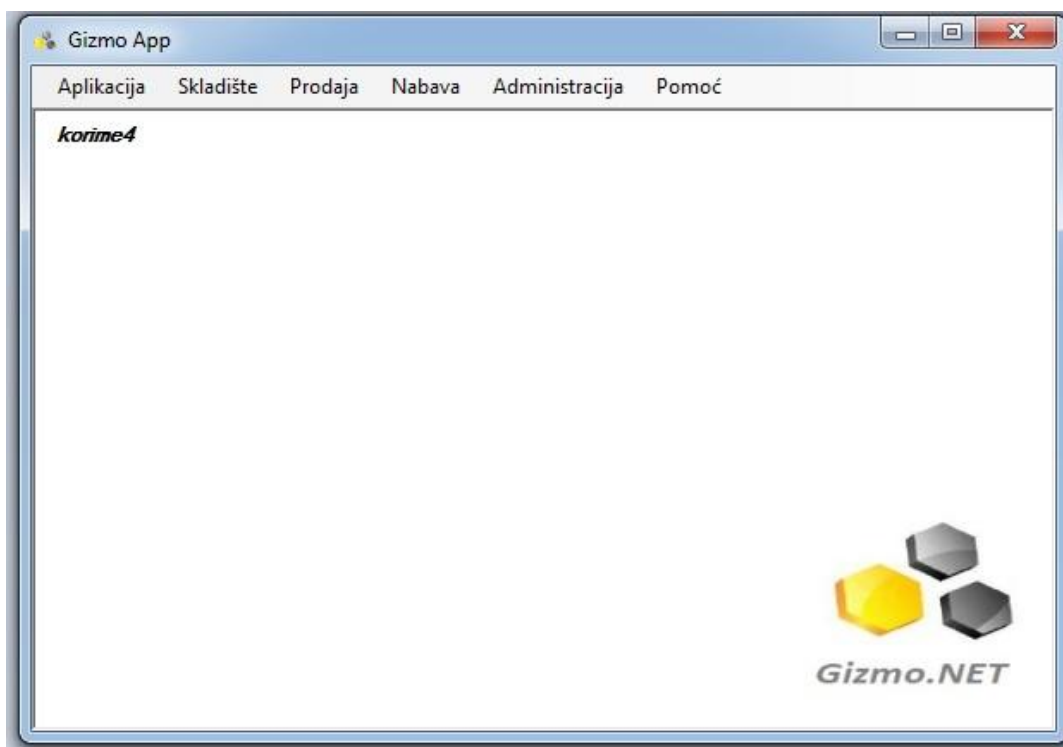 Gizmo App
Aplikacija Skladište Prodaja Nabava Administracija Pomoć
korime4
Gizmo.NET